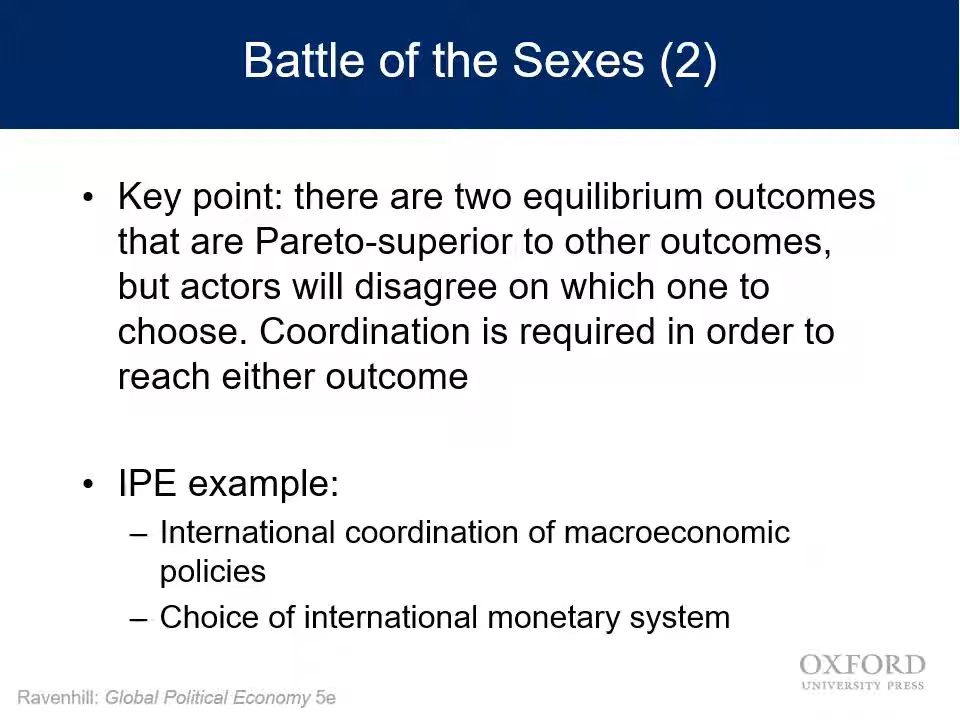 Battle of the Sexes (2)
• Key point: there are two equilibrium outcomes
that are Pareto-superior to other outcomes,
but actors will disagree on which one to
choose. Coordination is required in order to
reach either outcome
• IPE example:
– International coordination of macroeconomic
policies
– Choice of international monetary system
OXFORD
UNIVERSITY PRESS
Ravenhill: Global Political Economy 5e